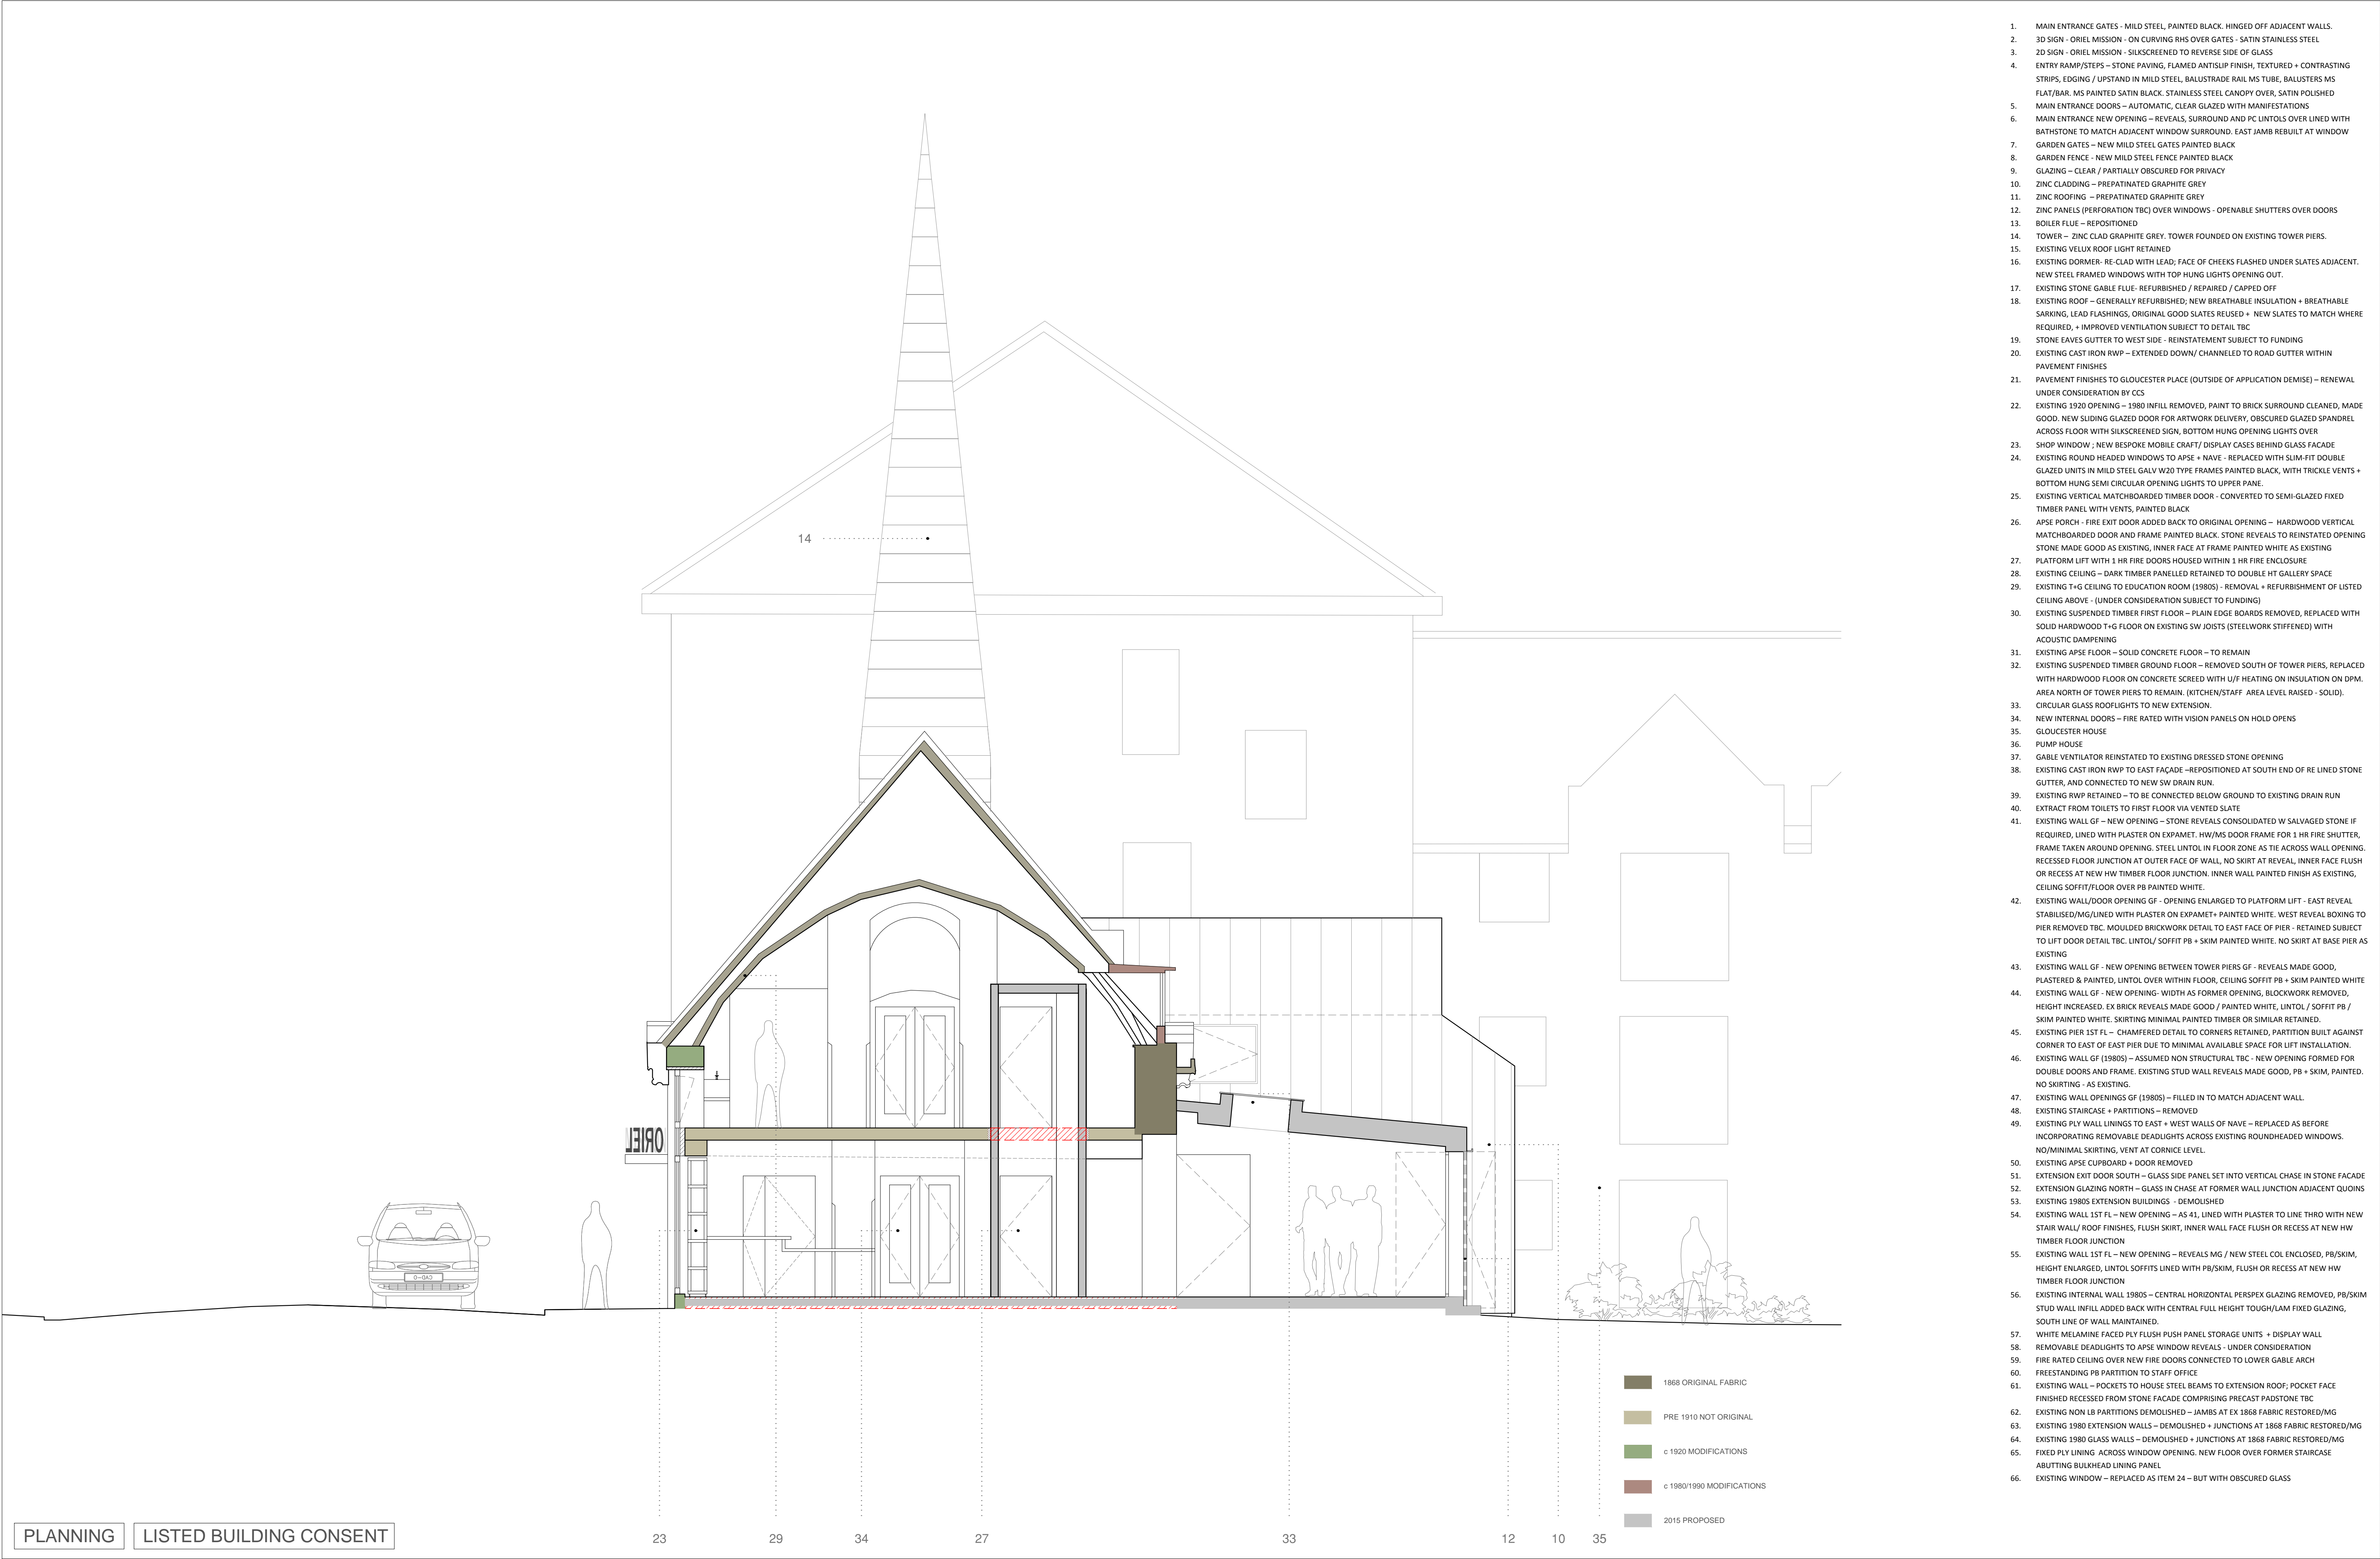 1. MAIN ENTRANCE GATES - MILD STEEL, PAINTED BLACK. HINGED OFF ADJACENT WALLS.
2. 3D SIGN - ORIEL MISSION - ON CURVING RHS OVER GATES - SATIN STAINLESS STEEL
3. 2D SIGN - ORIEL MISSION - SILKSCREENED TO REVERSE SIDE OF GLASS
4. ENTRY RAMP/STEPS – STONE PAVING, FLAMED ANTISLIP FINISH, TEXTURED + CONTRASTING
STRIPS, EDGING / UPSTAND IN MILD STEEL, BALUSTRADE RAIL MS TUBE, BALUSTERS MS
FLAT/BAR. MS PAINTED SATIN BLACK. STAINLESS STEEL CANOPY OVER, SATIN POLISHED
5. MAIN ENTRANCE DOORS – AUTOMATIC, CLEAR GLAZED WITH MANIFESTATIONS
6. MAIN ENTRANCE NEW OPENING – REVEALS, SURROUND AND PC LINTOLS OVER LINED WITH
BATHSTONE TO MATCH ADJACENT WINDOW SURROUND. EAST JAMB REBUILT AT WINDOW
7. GARDEN GATES – NEW MILD STEEL GATES PAINTED BLACK
8. GARDEN FENCE - NEW MILD STEEL FENCE PAINTED BLACK
9. GLAZING – CLEAR / PARTIALLY OBSCURED FOR PRIVACY
10. ZINC CLADDING – PREPATINATED GRAPHITE GREY
11. ZINC ROOFING – PREPATINATED GRAPHITE GREY
12. ZINC PANELS (PERFORATION TBC) OVER WINDOWS - OPENABLE SHUTTERS OVER DOORS
13. BOILER FLUE – REPOSITIONED
14. TOWER – ZINC CLAD GRAPHITE GREY. TOWER FOUNDED ON EXISTING TOWER PIERS.
15. EXISTING VELUX ROOF LIGHT RETAINED
16. EXISTING DORMER- RE-CLAD WITH LEAD; FACE OF CHEEKS FLASHED UNDER SLATES ADJACENT.
NEW STEEL FRAMED WINDOWS WITH TOP HUNG LIGHTS OPENING OUT.
17. EXISTING STONE GABLE FLUE- REFURBISHED / REPAIRED / CAPPED OFF
18. EXISTING ROOF – GENERALLY REFURBISHED; NEW BREATHABLE INSULATION + BREATHABLE
SARKING, LEAD FLASHINGS, ORIGINAL GOOD SLATES REUSED + NEW SLATES TO MATCH WHERE
REQUIRED, + IMPROVED VENTILATION SUBJECT TO DETAIL TBC
19. STONE EAVES GUTTER TO WEST SIDE - REINSTATEMENT SUBJECT TO FUNDING
20. EXISTING CAST IRON RWP – EXTENDED DOWN/ CHANNELED TO ROAD GUTTER WITHIN
PAVEMENT FINISHES
21. PAVEMENT FINISHES TO GLOUCESTER PLACE (OUTSIDE OF APPLICATION DEMISE) – RENEWAL
UNDER CONSIDERATION BY CCS
22. EXISTING 1920 OPENING – 1980 INFILL REMOVED, PAINT TO BRICK SURROUND CLEANED, MADE
GOOD. NEW SLIDING GLAZED DOOR FOR ARTWORK DELIVERY, OBSCURED GLAZED SPANDREL
ACROSS FLOOR WITH SILKSCREENED SIGN, BOTTOM HUNG OPENING LIGHTS OVER
23. SHOP WINDOW ; NEW BESPOKE MOBILE CRAFT/ DISPLAY CASES BEHIND GLASS FACADE
24. EXISTING ROUND HEADED WINDOWS TO APSE + NAVE - REPLACED WITH SLIM-FIT DOUBLE
GLAZED UNITS IN MILD STEEL GALV W20 TYPE FRAMES PAINTED BLACK, WITH TRICKLE VENTS +
BOTTOM HUNG SEMI CIRCULAR OPENING LIGHTS TO UPPER PANE.
25. EXISTING VERTICAL MATCHBOARDED TIMBER DOOR - CONVERTED TO SEMI-GLAZED FIXED
TIMBER PANEL WITH VENTS, PAINTED BLACK
26. APSE PORCH - FIRE EXIT DOOR ADDED BACK TO ORIGINAL OPENING – HARDWOOD VERTICAL
MATCHBOARDED DOOR AND FRAME PAINTED BLACK. STONE REVEALS TO REINSTATED OPENING
STONE MADE GOOD AS EXISTING, INNER FACE AT FRAME PAINTED WHITE AS EXISTING
27. PLATFORM LIFT WITH 1 HR FIRE DOORS HOUSED WITHIN 1 HR FIRE ENCLOSURE
28. EXISTING CEILING – DARK TIMBER PANELLED RETAINED TO DOUBLE HT GALLERY SPACE
29. EXISTING T+G CEILING TO EDUCATION ROOM (1980S) - REMOVAL + REFURBISHMENT OF LISTED
CEILING ABOVE - (UNDER CONSIDERATION SUBJECT TO FUNDING)
30. EXISTING SUSPENDED TIMBER FIRST FLOOR – PLAIN EDGE BOARDS REMOVED, REPLACED WITH
SOLID HARDWOOD T+G FLOOR ON EXISTING SW JOISTS (STEELWORK STIFFENED) WITH
ACOUSTIC DAMPENING
31. EXISTING APSE FLOOR – SOLID CONCRETE FLOOR – TO REMAIN
32. EXISTING SUSPENDED TIMBER GROUND FLOOR – REMOVED SOUTH OF TOWER PIERS, REPLACED
WITH HARDWOOD FLOOR ON CONCRETE SCREED WITH U/F HEATING ON INSULATION ON DPM.
AREA NORTH OF TOWER PIERS TO REMAIN. (KITCHEN/STAFF AREA LEVEL RAISED - SOLID).
33. CIRCULAR GLASS ROOFLIGHTS TO NEW EXTENSION.
34. NEW INTERNAL DOORS – FIRE RATED WITH VISION PANELS ON HOLD OPENS
35. GLOUCESTER HOUSE
36. PUMP HOUSE
37. GABLE VENTILATOR REINSTATED TO EXISTING DRESSED STONE OPENING
38. EXISTING CAST IRON RWP TO EAST FAÇADE –REPOSITIONED AT SOUTH END OF RE LINED STONE
GUTTER, AND CONNECTED TO NEW SW DRAIN RUN.
39. EXISTING RWP RETAINED – TO BE CONNECTED BELOW GROUND TO EXISTING DRAIN RUN
40. EXTRACT FROM TOILETS TO FIRST FLOOR VIA VENTED SLATE
41. EXISTING WALL GF – NEW OPENING – STONE REVEALS CONSOLIDATED W SALVAGED STONE IF
REQUIRED, LINED WITH PLASTER ON EXPAMET. HW/MS DOOR FRAME FOR 1 HR FIRE SHUTTER,
FRAME TAKEN AROUND OPENING. STEEL LINTOL IN FLOOR ZONE AS TIE ACROSS WALL OPENING.
RECESSED FLOOR JUNCTION AT OUTER FACE OF WALL, NO SKIRT AT REVEAL, INNER FACE FLUSH
OR RECESS AT NEW HW TIMBER FLOOR JUNCTION. INNER WALL PAINTED FINISH AS EXISTING,
CEILING SOFFIT/FLOOR OVER PB PAINTED WHITE.
42. EXISTING WALL/DOOR OPENING GF - OPENING ENLARGED TO PLATFORM LIFT - EAST REVEAL
STABILISED/MG/LINED WITH PLASTER ON EXPAMET+ PAINTED WHITE. WEST REVEAL BOXING TO
PIER REMOVED TBC. MOULDED BRICKWORK DETAIL TO EAST FACE OF PIER - RETAINED SUBJECT
TO LIFT DOOR DETAIL TBC. LINTOL/ SOFFIT PB + SKIM PAINTED WHITE. NO SKIRT AT BASE PIER AS
EXISTING
43. EXISTING WALL GF - NEW OPENING BETWEEN TOWER PIERS GF - REVEALS MADE GOOD,
PLASTERED & PAINTED, LINTOL OVER WITHIN FLOOR, CEILING SOFFIT PB + SKIM PAINTED WHITE
44. EXISTING WALL GF - NEW OPENING- WIDTH AS FORMER OPENING, BLOCKWORK REMOVED,
HEIGHT INCREASED. EX BRICK REVEALS MADE GOOD / PAINTED WHITE, LINTOL / SOFFIT PB /
SKIM PAINTED WHITE. SKIRTING MINIMAL PAINTED TIMBER OR SIMILAR RETAINED.
45. EXISTING PIER 1ST FL – CHAMFERED DETAIL TO CORNERS RETAINED, PARTITION BUILT AGAINST
CORNER TO EAST OF EAST PIER DUE TO MINIMAL AVAILABLE SPACE FOR LIFT INSTALLATION.
46. EXISTING WALL GF (1980S) – ASSUMED NON STRUCTURAL TBC - NEW OPENING FORMED FOR
DOUBLE DOORS AND FRAME. EXISTING STUD WALL REVEALS MADE GOOD, PB + SKIM, PAINTED.
NO SKIRTING - AS EXISTING.
47. EXISTING WALL OPENINGS GF (1980S) – FILLED IN TO MATCH ADJACENT WALL.
48. EXISTING STAIRCASE + PARTITIONS – REMOVED
49. EXISTING PLY WALL LININGS TO EAST + WEST WALLS OF NAVE – REPLACED AS BEFORE
INCORPORATING REMOVABLE DEADLIGHTS ACROSS EXISTING ROUNDHEADED WINDOWS.
NO/MINIMAL SKIRTING, VENT AT CORNICE LEVEL.
50. EXISTING APSE CUPBOARD + DOOR REMOVED
51. EXTENSION EXIT DOOR SOUTH – GLASS SIDE PANEL SET INTO VERTICAL CHASE IN STONE FACADE
52. EXTENSION GLAZING NORTH – GLASS IN CHASE AT FORMER WALL JUNCTION ADJACENT QUOINS
53. EXISTING 1980S EXTENSION BUILDINGS - DEMOLISHED
54. EXISTING WALL 1ST FL – NEW OPENING – AS 41, LINED WITH PLASTER TO LINE THRO WITH NEW
STAIR WALL/ ROOF FINISHES, FLUSH SKIRT, INNER WALL FACE FLUSH OR RECESS AT NEW HW
TIMBER FLOOR JUNCTION
55. EXISTING WALL 1ST FL – NEW OPENING – REVEALS MG / NEW STEEL COL ENCLOSED, PB/SKIM,
HEIGHT ENLARGED, LINTOL SOFFITS LINED WITH PB/SKIM, FLUSH OR RECESS AT NEW HW
TIMBER FLOOR JUNCTION
56. EXISTING INTERNAL WALL 1980S – CENTRAL HORIZONTAL PERSPEX GLAZING REMOVED, PB/SKIM
STUD WALL INFILL ADDED BACK WITH CENTRAL FULL HEIGHT TOUGH/LAM FIXED GLAZING,
SOUTH LINE OF WALL MAINTAINED.
57. WHITE MELAMINE FACED PLY FLUSH PUSH PANEL STORAGE UNITS + DISPLAY WALL
58. REMOVABLE DEADLIGHTS TO APSE WINDOW REVEALS - UNDER CONSIDERATION
59. FIRE RATED CEILING OVER NEW FIRE DOORS CONNECTED TO LOWER GABLE ARCH
60. FREESTANDING PB PARTITION TO STAFF OFFICE
61. EXISTING WALL – POCKETS TO HOUSE STEEL BEAMS TO EXTENSION ROOF; POCKET FACE
FINISHED RECESSED FROM STONE FACADE COMPRISING PRECAST PADSTONE TBC
62. EXISTING NON LB PARTITIONS DEMOLISHED – JAMBS AT EX 1868 FABRIC RESTORED/MG
63. EXISTING 1980 EXTENSION WALLS – DEMOLISHED + JUNCTIONS AT 1868 FABRIC RESTORED/MG
64. EXISTING 1980 GLASS WALLS – DEMOLISHED + JUNCTIONS AT 1868 FABRIC RESTORED/MG
65. FIXED PLY LINING ACROSS WINDOW OPENING. NEW FLOOR OVER FORMER STAIRCASE
ABUTTING BULKHEAD LINING PANEL
66. EXISTING WINDOW – REPLACED AS ITEM 24 – BUT WITH OBSCURED GLASS
14
ORIEL
1868 ORIGINAL FABRIC
PRE 1910 NOT ORIGINAL
c 1920 MODIFICATIONS
c 1980/1990 MODIFICATIONS
2015 PROPOSED
PLANNING LISTED BUILDING CONSENT
23 29 34 27 33 12 10 35